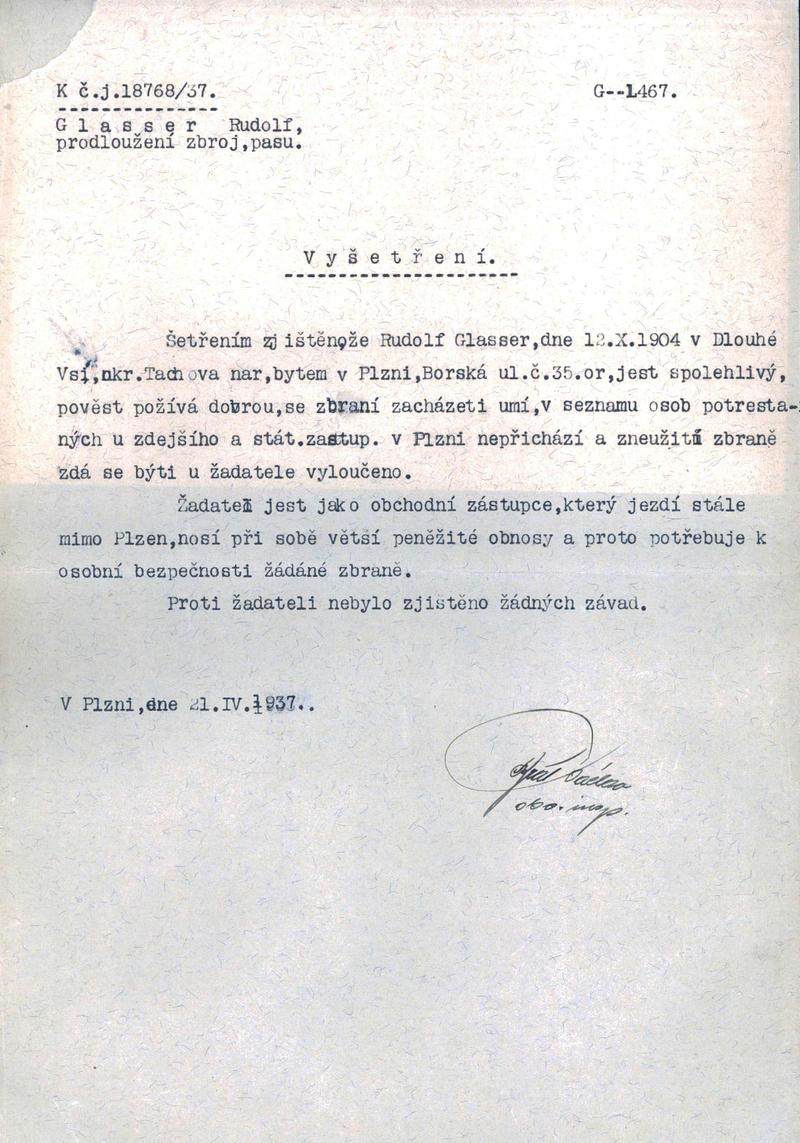 K č.j.18768/37.
G--1467.
G l a s s e r Rudolf,
prodloužení zbroj,pasu.
V y š e t ř e n í.
Šetřením zjištěno,že Rudolf Glasser,dne 12.X.1904 v Dlouhé
Vsi,okr.Tachova nar,bytem v Plzni,Borská ul.č.35.or,jest spolehlivý,
pověst požívá dobrou,se zbraní zacházeti umí,v seznamu osob potresta-
ných u zdejšího a stát.zastup. v Plzni nepřichází a zneužití zbraně
zdá se býti u žadatele vyloučeno.
Žadatel jest jako obchodní zástupce,který jezdí stále
mimo Plzen,nosí při sobě větší peněžité obnosy a proto potřebuje k
osobní bezpečnosti žádáné zbraně.
Proti žadateli nebylo zjištěno žádných závad.
V Plzni,dne 21.IV.1937..